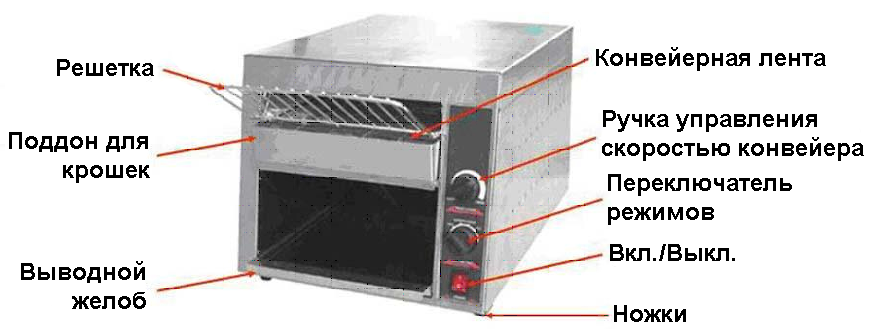 Решетка
Конвейерная лента
Поддон для
крошек
Ручка управления
скоростью конвейера
Переключатель
режимов
Вкл./Выкл.
Выводной
желоб
Ножки